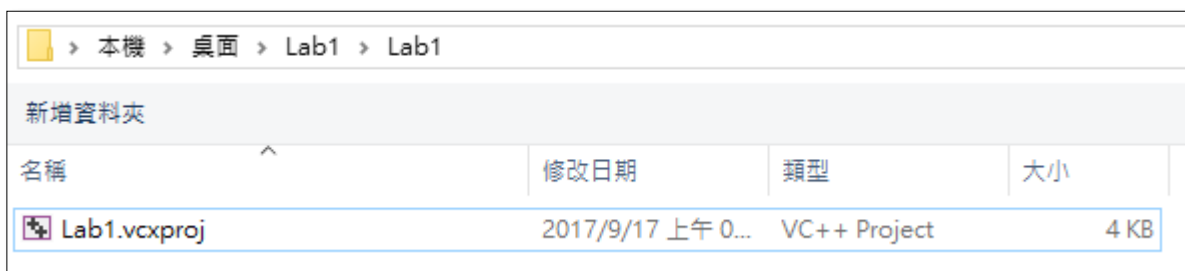 本機 > 桌面 > Lab1 > Lab1
新增資料夾
名稱 修改日期 類型 大小
Lab1.vcxproj 2017/9/17 上午 0... VC++ Project 4 KB